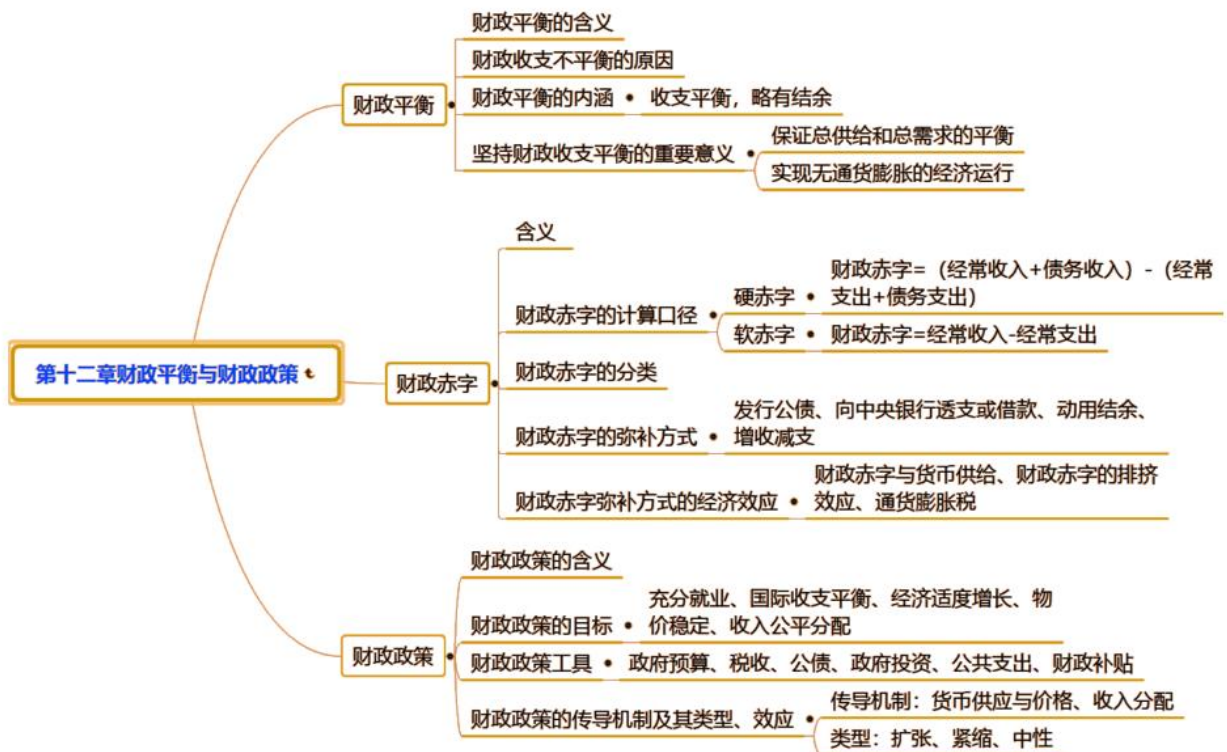 第十二章财政平衡与财政政策
财政平衡
财政平衡的含义
财政收支不平衡的原因
财政平衡的内涵
收支平衡，略有结余
坚持财政收支平衡的重要意义
保证总供给和总需求的平衡
实现无通货膨胀的经济运行
财政赤字
含义
财政赤字的计算口径
硬赤字
财政赤字=（经常收入+债务收入）-（经常
支出+债务支出）
软赤字
财政赤字=经常收入-经常支出
财政赤字的分类
财政赤字的弥补方式
发行公债、向中央银行透支或借款、动用结余、
增收减支
财政赤字弥补方式的经济效应
财政赤字与货币供给、财政赤字的排挤
效应、通货膨胀税
财政政策
财政政策的含义
财政政策的目标
充分就业、国际收支平衡、经济适度增长、物
价稳定、收入公平分配
财政政策工具
政府预算、税收、公债、政府投资、公共支出、财政补贴
财政政策的传导机制及其类型、效应
传导机制：货币供应与价格、收入分配
类型：扩张、紧缩、中性